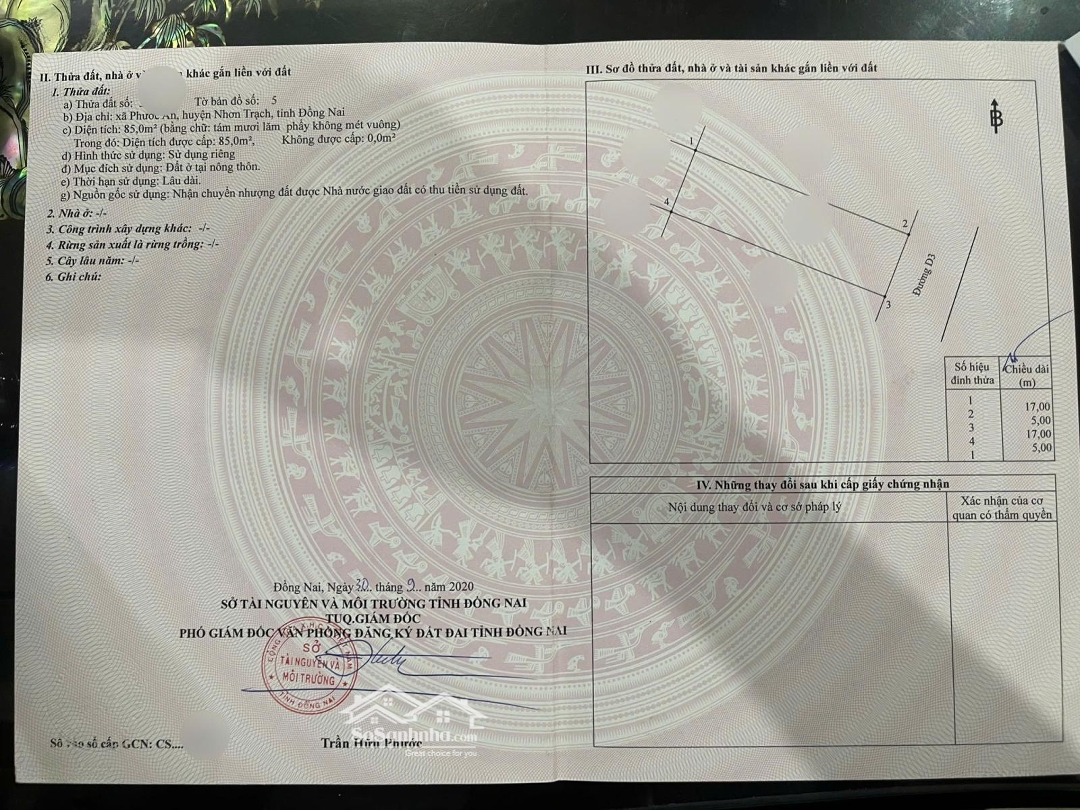 II. Thửa đất, nhà ở v khác gắn liền với đất
1. Thửa đất:
a) Thửa đất số: Tờ bản đồ số: 5
b) Địa chỉ: xã Phước An, huyện Nhơn Trạch, tỉnh Đồng Nai
c) Diện tích: 85,0m² (bằng chữ: tám mươi lăm phẩy không mét vuông)
Trong đó: Diện tích được cấp: 85,0m², Không được cấp: 0,0m²
d) Hình thức sử dụng: Sử dụng riêng
đ) Mục đích sử dụng: Đất ở tại nông thôn.
e) Thời hạn sử dụng: Lâu dài.
g) Nguồn gốc sử dụng: Nhận chuyển nhượng đất được Nhà nước giao đất có thu tiền sử dụng đất.
2. Nhà ở: -/-
3. Công trình xây dựng khác: -/-
4. Rừng sản xuất là rừng trồng: -/-
5. Cây lâu năm: -/-
6. Ghi chú:
Đồng Nai, Ngày 30 tháng 9 năm 2020
SỞ TÀI NGUYÊN VÀ MÔI TRƯỜNG TỈNH ĐỒNG NAI
TUQ.GIÁM ĐỐC
PHÓ GIÁM ĐỐC VĂN PHÒNG ĐĂNG KÝ ĐẤT ĐAI TỈNH ĐỒNG NAI
SỞ
TÀI NGUYÊN VÀ
MÔI TRƯỜNG
TỈNH ĐỒNG NAI
SoSanhnha.com
Great choice for you
Số vào sổ cấp GCN: CS....
Trần Hữu Phước
III. Sơ đồ thửa đất, nhà ở và tài sản khác gắn liền với đất
B
1
4
2
3
Đường D3
Số hiệu đỉnh thửa Chiều dài (m)
1
17,00
2
5,00
3
17,00
4
5,00
1
IV. Những thay đổi sau khi cấp giấy chứng nhận
Nội dung thay đổi và cơ sở pháp lý
Xác nhận của cơ
quan có thẩm quyền